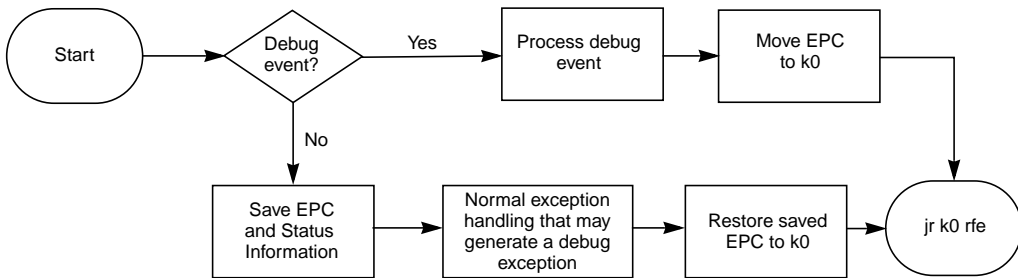 Start
Debug
event?
Yes
Process debug
event
Move EPC
to k0
No
Save EPC
and Status
Information
Normal exception
handling that may
generate a debug
exception
Restore saved
EPC to k0
jr k0 rfe